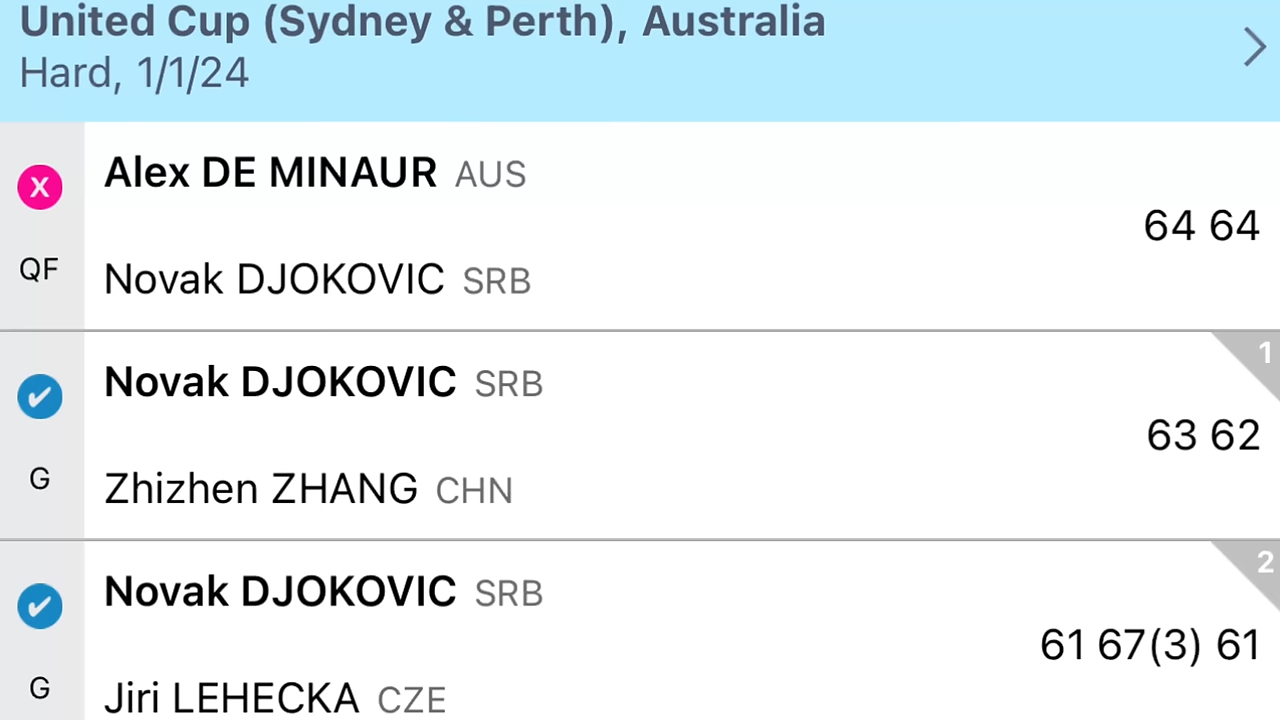 United Cup (Sydney & Perth), Australia
Hard, 1/1/24
X
Alex DE MINAUR AUS
64 64
QF
Novak DJOKOVIC SRB
1
Novak DJOKOVIC SRB
63 62
G
Zhizhen ZHANG CHN
2
Novak DJOKOVIC SRB
61 67(3) 61
G
Jiri LEHECKA CZE